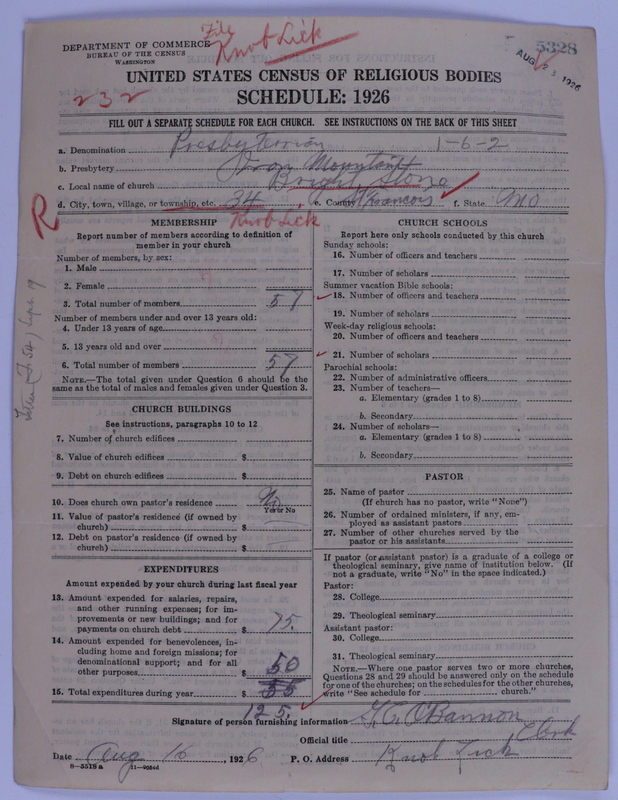 File
Knob Lick
DEPARTMENT OF COMMERCE
BUREAU OF THE CENSUS
WASHINGTON
5328
AUG 23 1926
UNITED STATES CENSUS OF RELIGIOUS BODIES
232
SCHEDULE: 1926
FILL OUT A SEPARATE SCHEDULE FOR EACH CHURCH. SEE INSTRUCTIONS ON THE BACK OF THIS SHEET
a. Denomination Presbyterian 1-6-2
b. Presbytery Iron Mountain
c. Local name of church Bright Stone
d. City, town, village, or township, etc. 34 e. County St Francois f. State Mo
R
Knob Lick
MEMBERSHIP
Report number of members according to definition of
member in your church
Number of members, by sex:
1. Male
2. Female
3. Total number of members 57
Number of members under and over 13 years old:
4. Under 13 years of age
5. 13 years old and over
6. Total number of members 57
NOTE.—The total given under Question 6 should be the
same as the total of males and females given under Question 3.
CHURCH BUILDINGS
See instructions, paragraphs 10 to 12
7. Number of church edifices
8. Value of church edifices $
9. Debt on church edifices $
10. Does church own pastor's residence No
Yes or No
11. Value of pastor's residence (if owned by
church) $
12. Debt on pastor's residence (if owned by
church) $
EXPENDITURES
Amount expended by your church during last fiscal year
13. Amount expended for salaries, repairs,
and other running expenses; for im-
provements or new buildings; and for
payments on church debt $ 75.
14. Amount expended for benevolences, in-
cluding home and foreign missions; for
denominational support; and for all
other purposes $ 50
15. Total expenditures during year $ 55
125.
CHURCH SCHOOLS
Report here only schools conducted by this church
Sunday schools:
16. Number of officers and teachers
17. Number of scholars
Summer vacation Bible schools:
18. Number of officers and teachers
19. Number of scholars
Week-day religious schools:
20. Number of officers and teachers
21. Number of scholars
Parochial schools:
22. Number of administrative officers
23. Number of teachers—
a. Elementary (grades 1 to 8)
b. Secondary
24. Number of scholars—
a. Elementary (grades 1 to 8)
b. Secondary
PASTOR
25. Name of pastor
(If church has no pastor, write "None")
26. Number of ordained ministers, if any, em-
ployed as assistant pastors
27. Number of other churches served by the
pastor or his assistants
If pastor (or assistant pastor) is a graduate of a college or
theological seminary, give name of institution below. (If
not a graduate, write "No" in the space indicated.)
Pastor:
28. College
29. Theological seminary
Assistant pastor:
30. College
31. Theological seminary
NOTE.—Where one pastor serves two or more churches,
Questions 28 and 29 should be answered only on the schedule
for one of the churches; on the schedules for the other churches,
write "See schedule for church."
Signature of person furnishing information O'Bannon
Official title Clerk
Date Aug 16, 1926 P. O. Address Knob Lick
8—5518 a